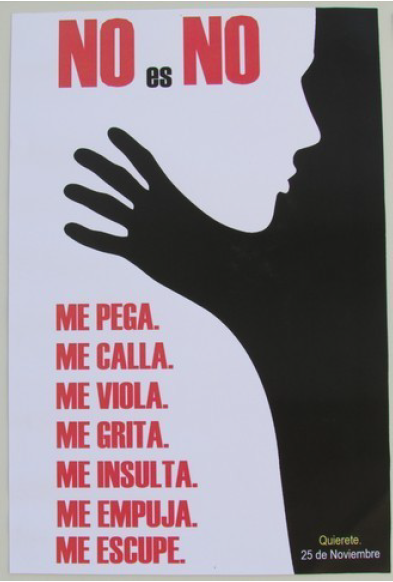 NO es NO
ME PEGA.
ME CALLA.
ME VIOLA.
ME GRITA.
ME INSULTA.
ME EMPUJA.
ME ESCUPE.
Quierete.
25 de Noviembre